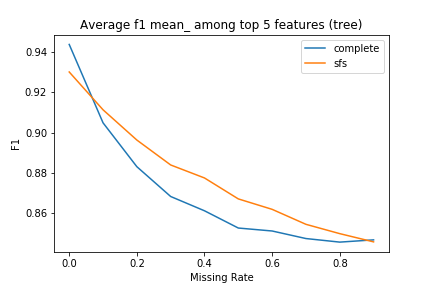 Average f1 mean_ among top 5 features (tree)
complete
sfs
0.94
0.92
0.90
0.88
0.86
F1
0.0 0.2 0.4 0.6 0.8
Missing Rate